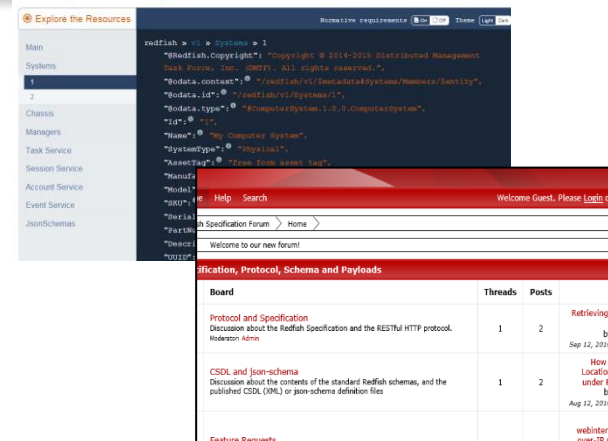 Explore the Resources
Normative requirements On Off Theme Light Dark
Main
Systems
1
2
Chassis
Managers
Task Service
Session Service
Account Service
Event Service
JsonSchemas
redfish » v1 » Systems » 1
"@Redfish.Copyright": "Copyright © 2014-2015 Distributed Management
Task Force, Inc. (DMTF). All rights reserved.",
"@odata.context": "/redfish/v1/$metadata#Systems/Members/$entity",
"@odata.id": "/redfish/v1/Systems/1",
"@odata.type": "#ComputerSystem.1.0.0.ComputerSystem",
"Id": "1",
"Name": "My Computer System",
"SystemType": "Physical",
"AssetTag": "free form asset tag",
"Manufa
"Model"
"SKU":
"Serial
"PartNu
"Descri
"UUID":
e Help Search
Welcome Guest. Please Login o
sh Specification Forum Home
Welcome to our new forum!
ification, Protocol, Schema and Payloads
Board Threads Posts
Protocol and Specification
Discussion about the Redfish Specification and the RESTful HTTP protocol.
Moderator: Admin
1 2
Retrieving
b
Sep 12, 201
CSDL and json-schema
Discussion about the contents of the standard Redfish schemas, and the
published CSDL (XML) or json-schema definition files
1 2
How
Location
under
b
Aug 12, 201
Feature Requests
webinter